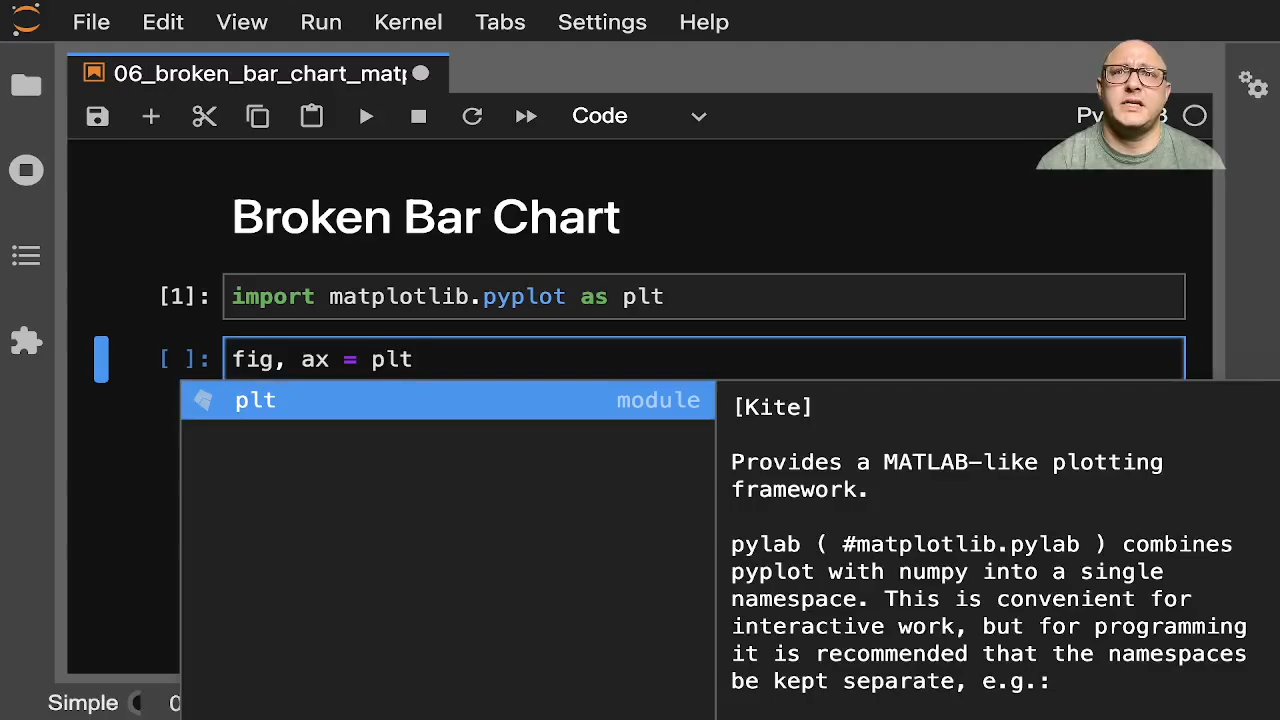 File Edit View Run Kernel Tabs Settings Help
06_broken_bar_chart_matp
Code
Broken Bar Chart
[1]: import matplotlib.pyplot as plt
[ ]: fig, ax = plt
plt module
[Kite]
Provides a MATLAB-like plotting
framework.
pylab ( #matplotlib.pylab ) combines
pyplot with numpy into a single
namespace. This is convenient for
interactive work, but for programming
it is recommended that the namespaces
be kept separate, e.g.:
Simple